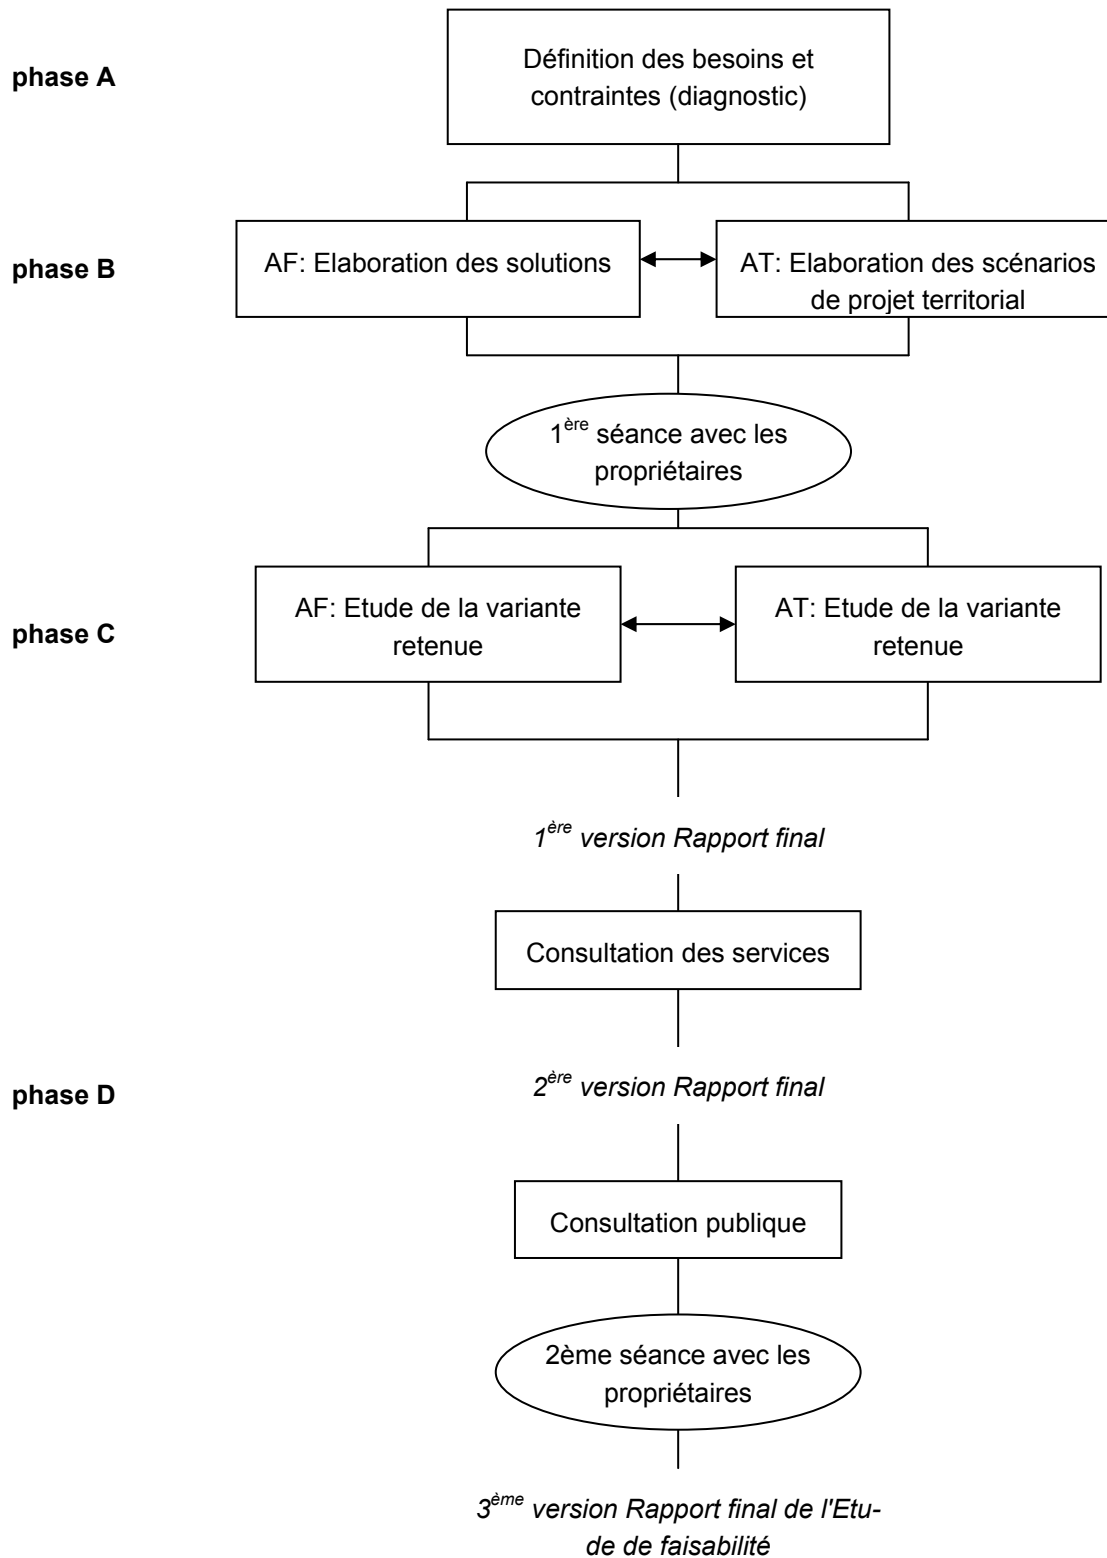 phase A
Définition des besoins et
contraintes (diagnostic)
phase B
AF: Elaboration des solutions
AT: Elaboration des scénarios
de projet territorial
1ère séance avec les
propriétaires
phase C
AF: Etude de la variante
retenue
AT: Etude de la variante
retenue
1ère version Rapport final
Consultation des services
phase D
2ère version Rapport final
Consultation publique
2ème séance avec les
propriétaires
3ème version Rapport final de l'Etu-
de de faisabilité